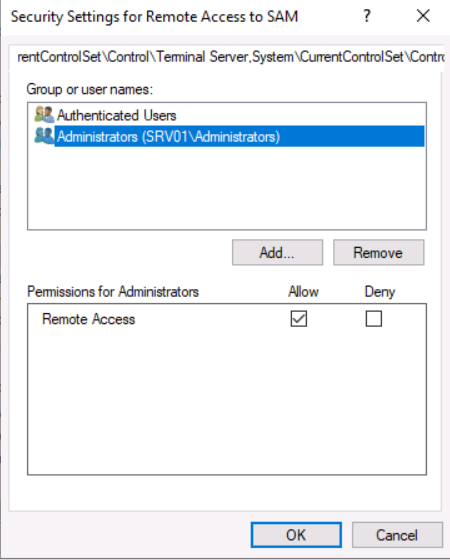 Security Settings for Remote Access to SAM
rentControlSet\Control\Terminal Server,System\CurrentControlSet\Contro
Group or user names:
Authenticated Users
Administrators (SRV01\Administrators)
Add...
Remove
Permissions for Administrators
Allow
Deny
Remote Access
OK
Cancel